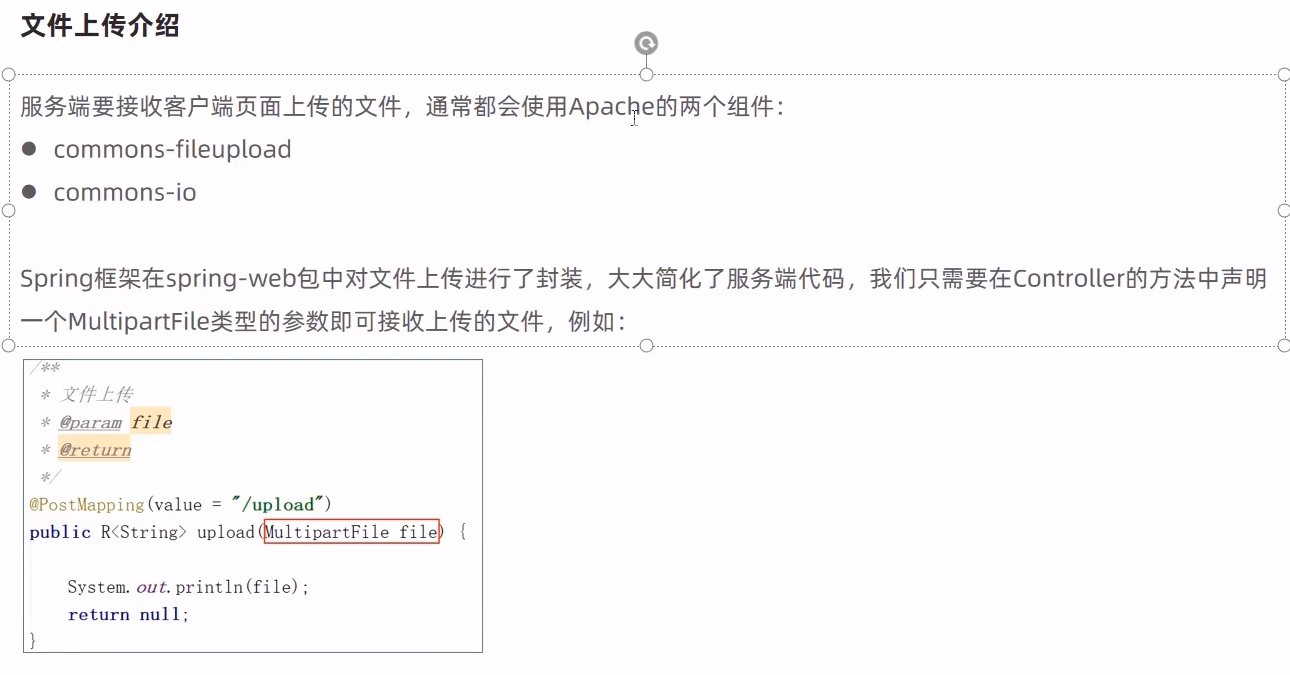 文件上传介绍
服务端要接收客户端页面上传的文件，通常都会使用Apache的两个组件：
● commons-fileupload
● commons-io
Spring框架在spring-web包中对文件上传进行了封装，大大简化了服务端代码，我们只需要在Controller的方法中声明
一个MultipartFile类型的参数即可接收上传的文件，例如：
/**
* 文件上传
* @param file
* @return
*/
@PostMapping(value = "/upload")
public R<String> upload(MultipartFile file) {
System.out.println(file);
return null;
}